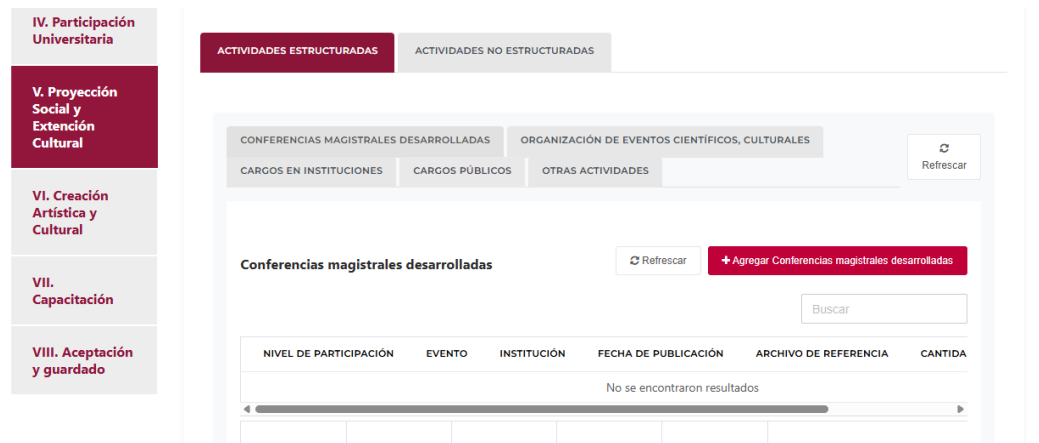 IV. Participación
Universitaria
V. Proyección
Social y
Extención
Cultural
VI. Creación
Artística y
Cultural
VII.
Capacitación
VIII. Aceptación
y guardado
ACTIVIDADES ESTRUCTURADAS
ACTIVIDADES NO ESTRUCTURADAS
CONFERENCIAS MAGISTRALES DESARROLLADAS
ORGANIZACIÓN DE EVENTOS CIENTÍFICOS, CULTURALES
CARGOS EN INSTITUCIONES
CARGOS PÚBLICOS
OTRAS ACTIVIDADES
Refrescar
Conferencias magistrales desarrolladas
Refrescar
+Agregar Conferencias magistrales desarrolladas
Buscar
NIVEL DE PARTICIPACIÓN EVENTO INSTITUCIÓN FECHA DE PUBLICACIÓN ARCHIVO DE REFERENCIA CANTIDA
No se encontraron resultados